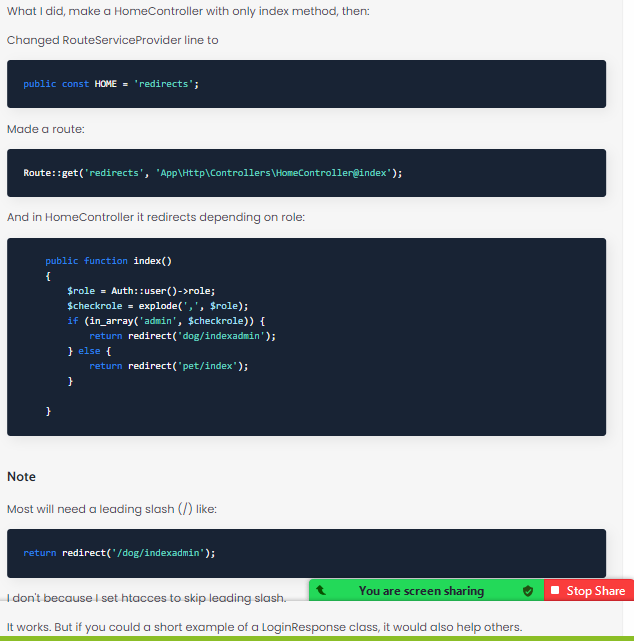 What I did, make a HomeController with only index method, then:
Changed RouteServiceProvider line to
public const HOME = 'redirects';
Made a route:
Route::get('redirects', 'App\Http\Controllers\HomeController@index');
And in HomeController it redirects depending on role:
public function index()
{
$role = Auth::user()->role;
$checkrole = explode(',', $role);
if (in_array('admin', $checkrole)) {
return redirect('dog/indexadmin');
} else {
return redirect('pet/index');
}
}
Note
Most will need a leading slash (/) like:
return redirect('/dog/indexadmin');
I don't because I set htacces to skip leading slash.
You are screen sharing
Stop Share
It works. But if you could a short example of a LoginResponse class, it would also help others.